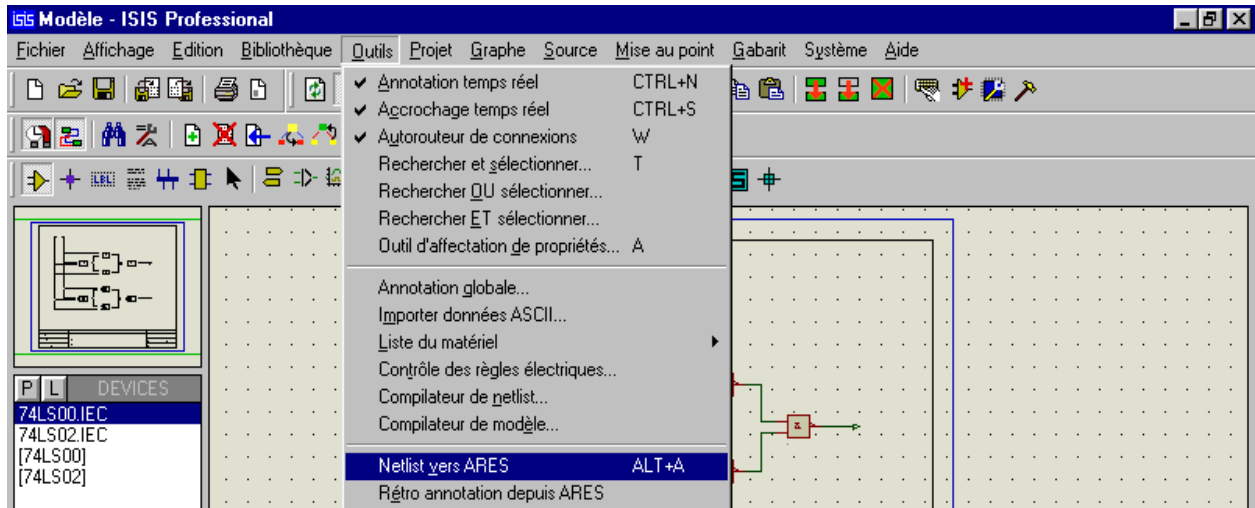 isis Modèle - ISIS Professional
Fichier Affichage Edition Bibliothèque Outils Projet Graphe Source Mise au point Gabarit Système Aide
Annotation temps réel CTRL+N
Accrochage temps réel CTRL+S
Autorouteur de connexions W
Rechercher et sélectionner... T
Rechercher OU sélectionner...
Rechercher ET sélectionner...
Outil d'affectation de propriétés... A
Annotation globale...
Importer données ASCII...
Liste du matériel
Contrôle des règles électriques...
Compilateur de netlist...
Compilateur de modèle...
Netlist vers ARES ALT+A
Rétro annotation depuis ARES
LBL
P L DEVICES
74LS00.IEC
74LS02.IEC
[74LS00]
[74LS02]
&